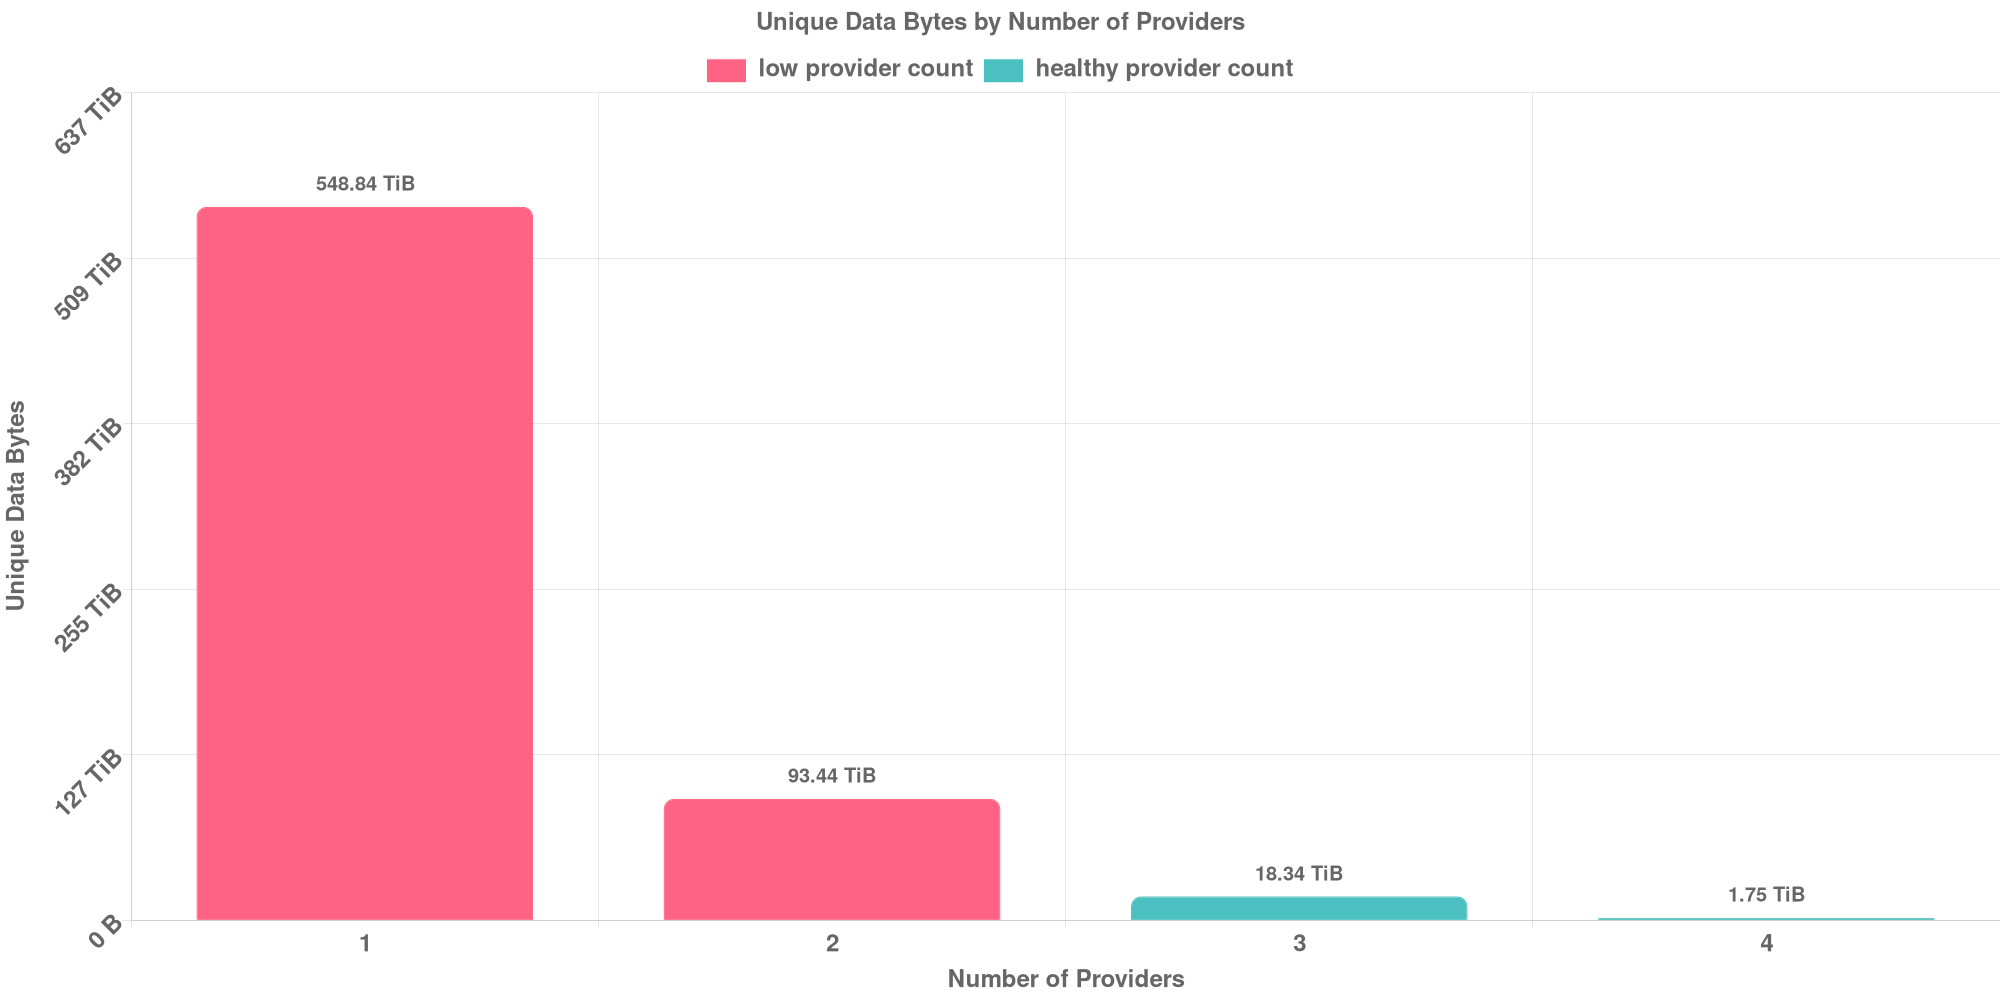 Unique Data Bytes by Number of Providers
low provider count healthy provider count
637 TiB
548.84 TiB
509 TiB
382 TiB
Unique Data Bytes
255 TiB
127 TiB
93.44 TiB
18.34 TiB
1.75 TiB
0 B
1 2 3 4
Number of Providers